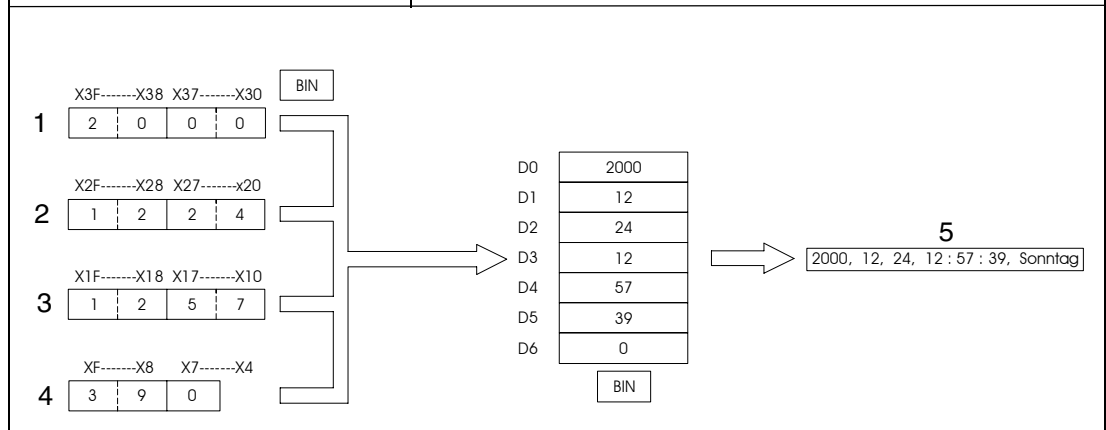 BIN
X3F-------X38 X37-------X30
1 2 0 0 0
X2F-------X28 X27-------x20
2 1 2 2 4
X1F-------X18 X17-------X10
3 1 2 5 7
XF-------X8 X7-------X4
4 3 9 0
D0 2000
D1 12
D2 24
D3 12
D4 57
D5 39
D6 0
BIN
5
2000, 12, 24, 12 : 57 : 39, Sonntag